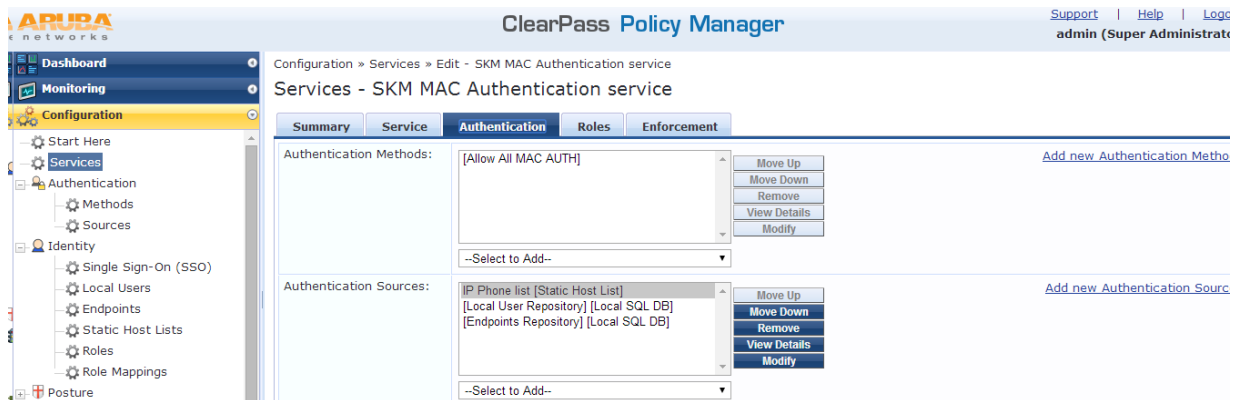 ARUBA
networks
ClearPass Policy Manager
Support | Help |
admin (Super
Dashboard
Monitoring
Configuration
Start Here
Services
Authentication
Methods
Sources
Identity
Single Sign-On (SSO)
Local Users
Endpoints
Static Host Lists
Roles
Role Mappings
Posture
Configuration » Services » Edit - SKM MAC Authentication service
Services - SKM MAC Authentication service
Summary Service Authentication Roles Enforcement
Authentication Methods:
[Allow All MAC AUTH]
Move Up
Move Down
Remove
View Details
Modify
Add new Authentication
--Select to Add--
Authentication Sources:
IP Phone list [Static Host List]
[Local User Repository] [Local SQL DB]
[Endpoints Repository] [Local SQL DB]
Move Up
Move Down
Remove
View Details
Modify
Add new Authentication
--Select to Add--